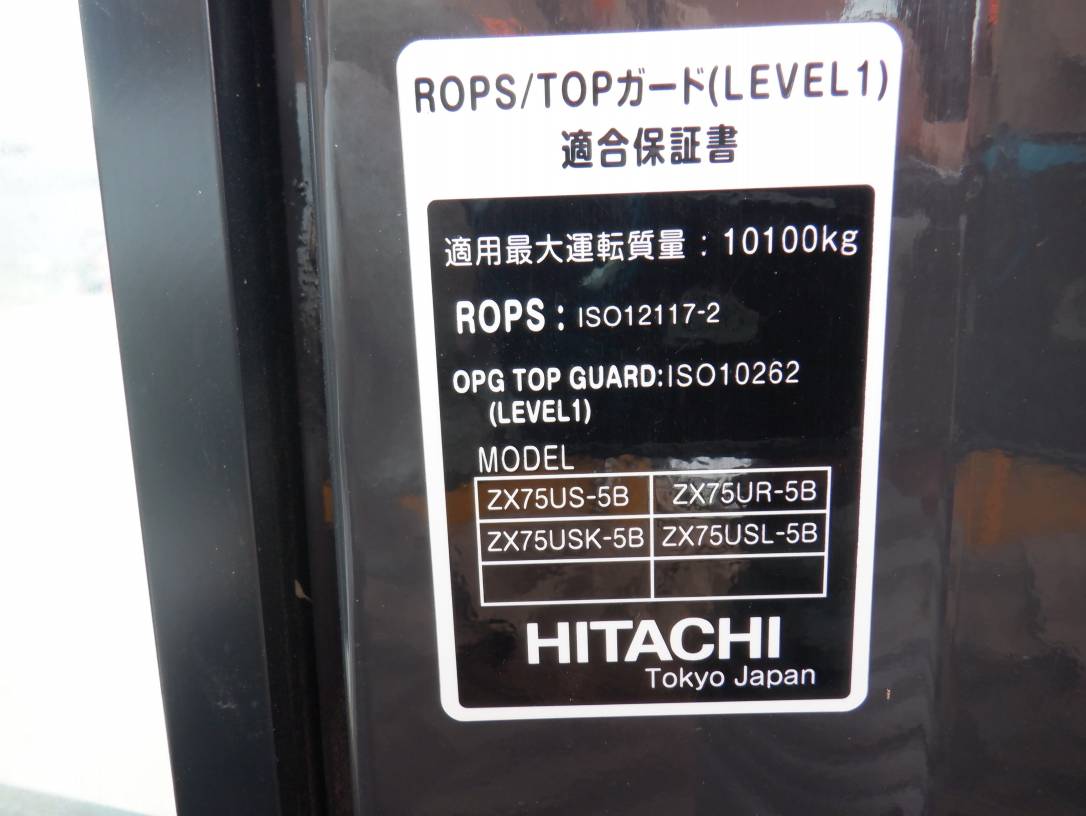 ROPS/TOPガード(LEVEL1)
適合保証書
適用最大運転質量：10100kg
ROPS：ISO12117-2
OPG TOP GUARD:ISO10262
(LEVEL1)
MODEL
ZX75US-5B ZX75UR-5B
ZX75USK-5B ZX75USL-5B
HITACHI
Tokyo Japan